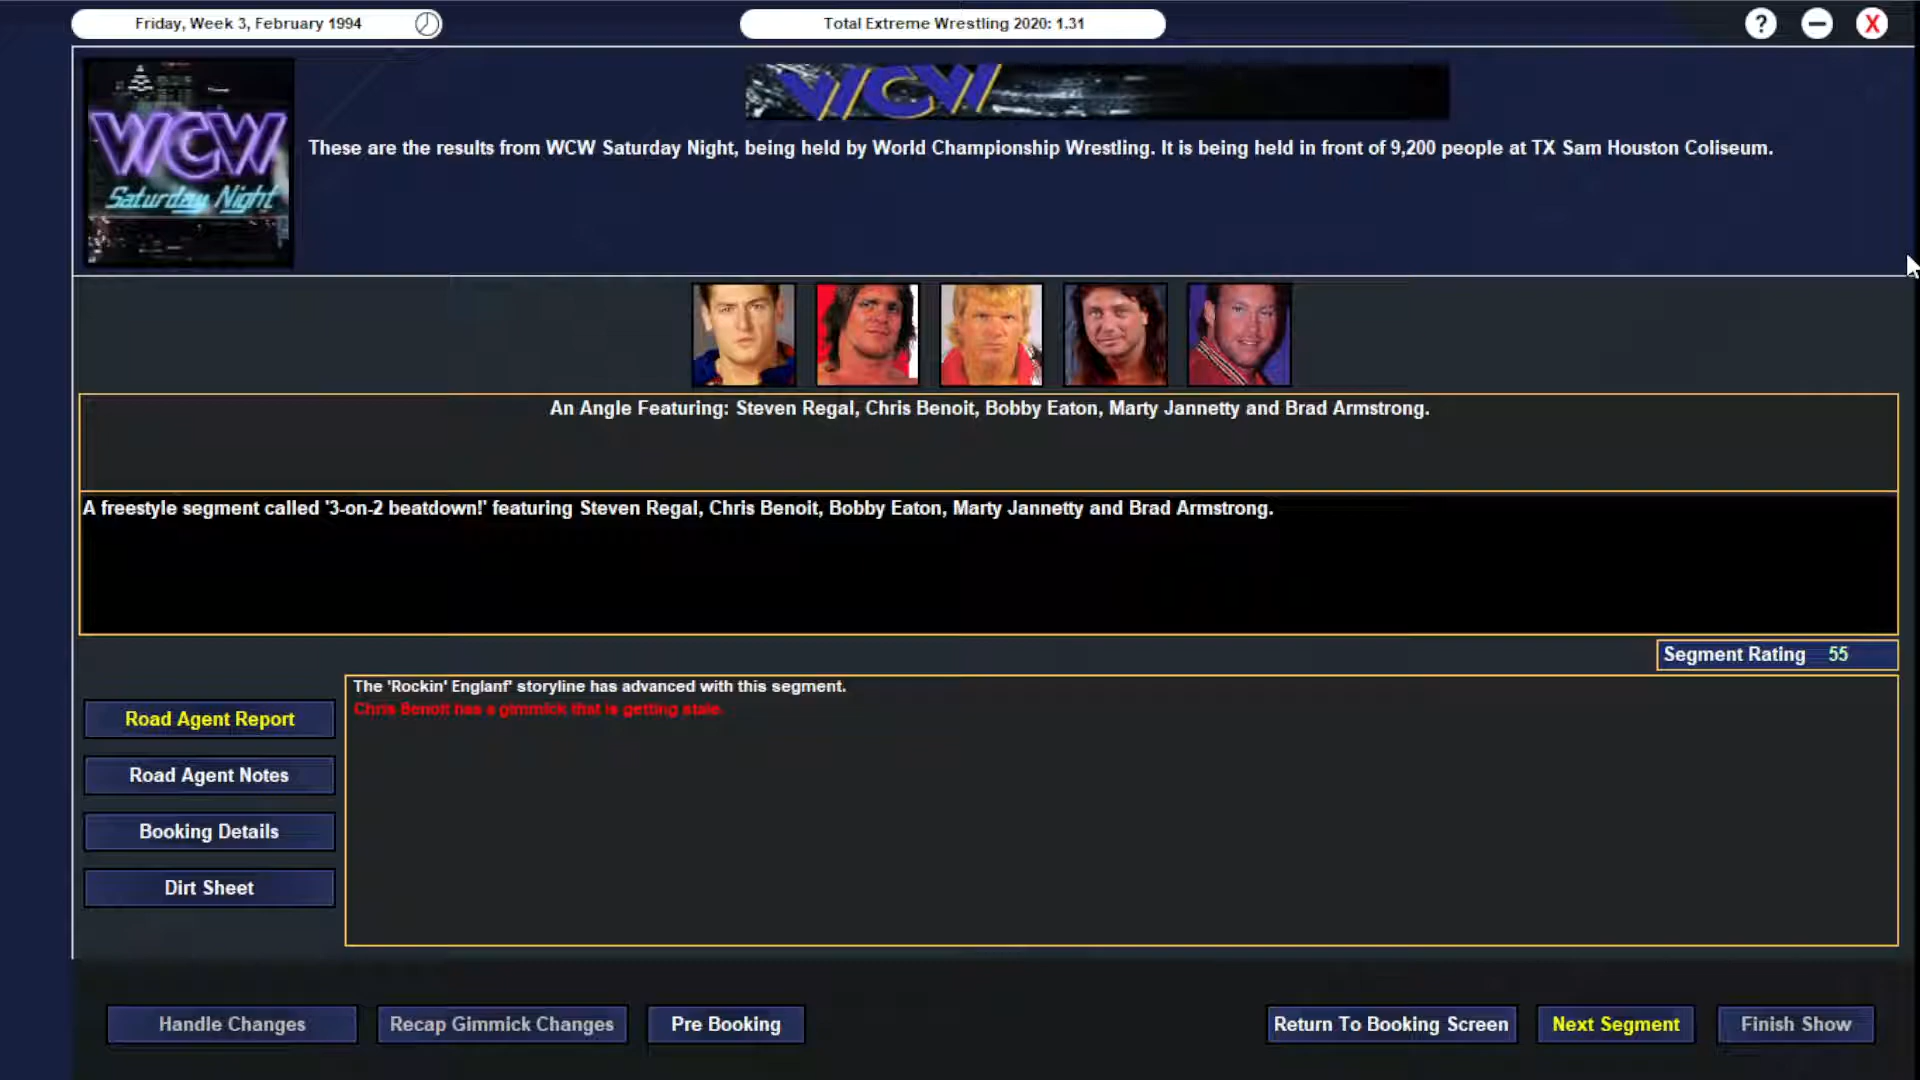 Friday, Week 3, February 1994
Total Extreme Wrestling 2020: 1.31
?
X
WCW
Saturday Night
WCW
These are the results from WCW Saturday Night, being held by World Championship Wrestling. It is being held in front of 9,200 people at TX Sam Houston Coliseum.
An Angle Featuring: Steven Regal, Chris Benoit, Bobby Eaton, Marty Jannetty and Brad Armstrong.
A freestyle segment called '3-on-2 beatdown!' featuring Steven Regal, Chris Benoit, Bobby Eaton, Marty Jannetty and Brad Armstrong.
Segment Rating 55
The 'Rockin' Englanf' storyline has advanced with this segment.
Chris Benoit has a gimmick that is getting stale.
Road Agent Report
Road Agent Notes
Booking Details
Dirt Sheet
Handle Changes
Recap Gimmick Changes
Pre Booking
Return To Booking Screen
Next Segment
Finish Show